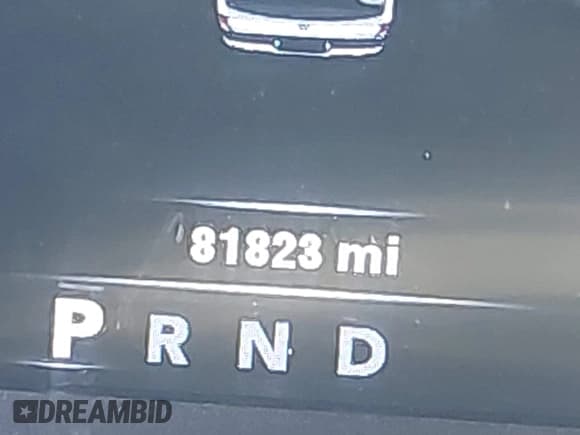 81823 mi
P R N D
DREAMBID